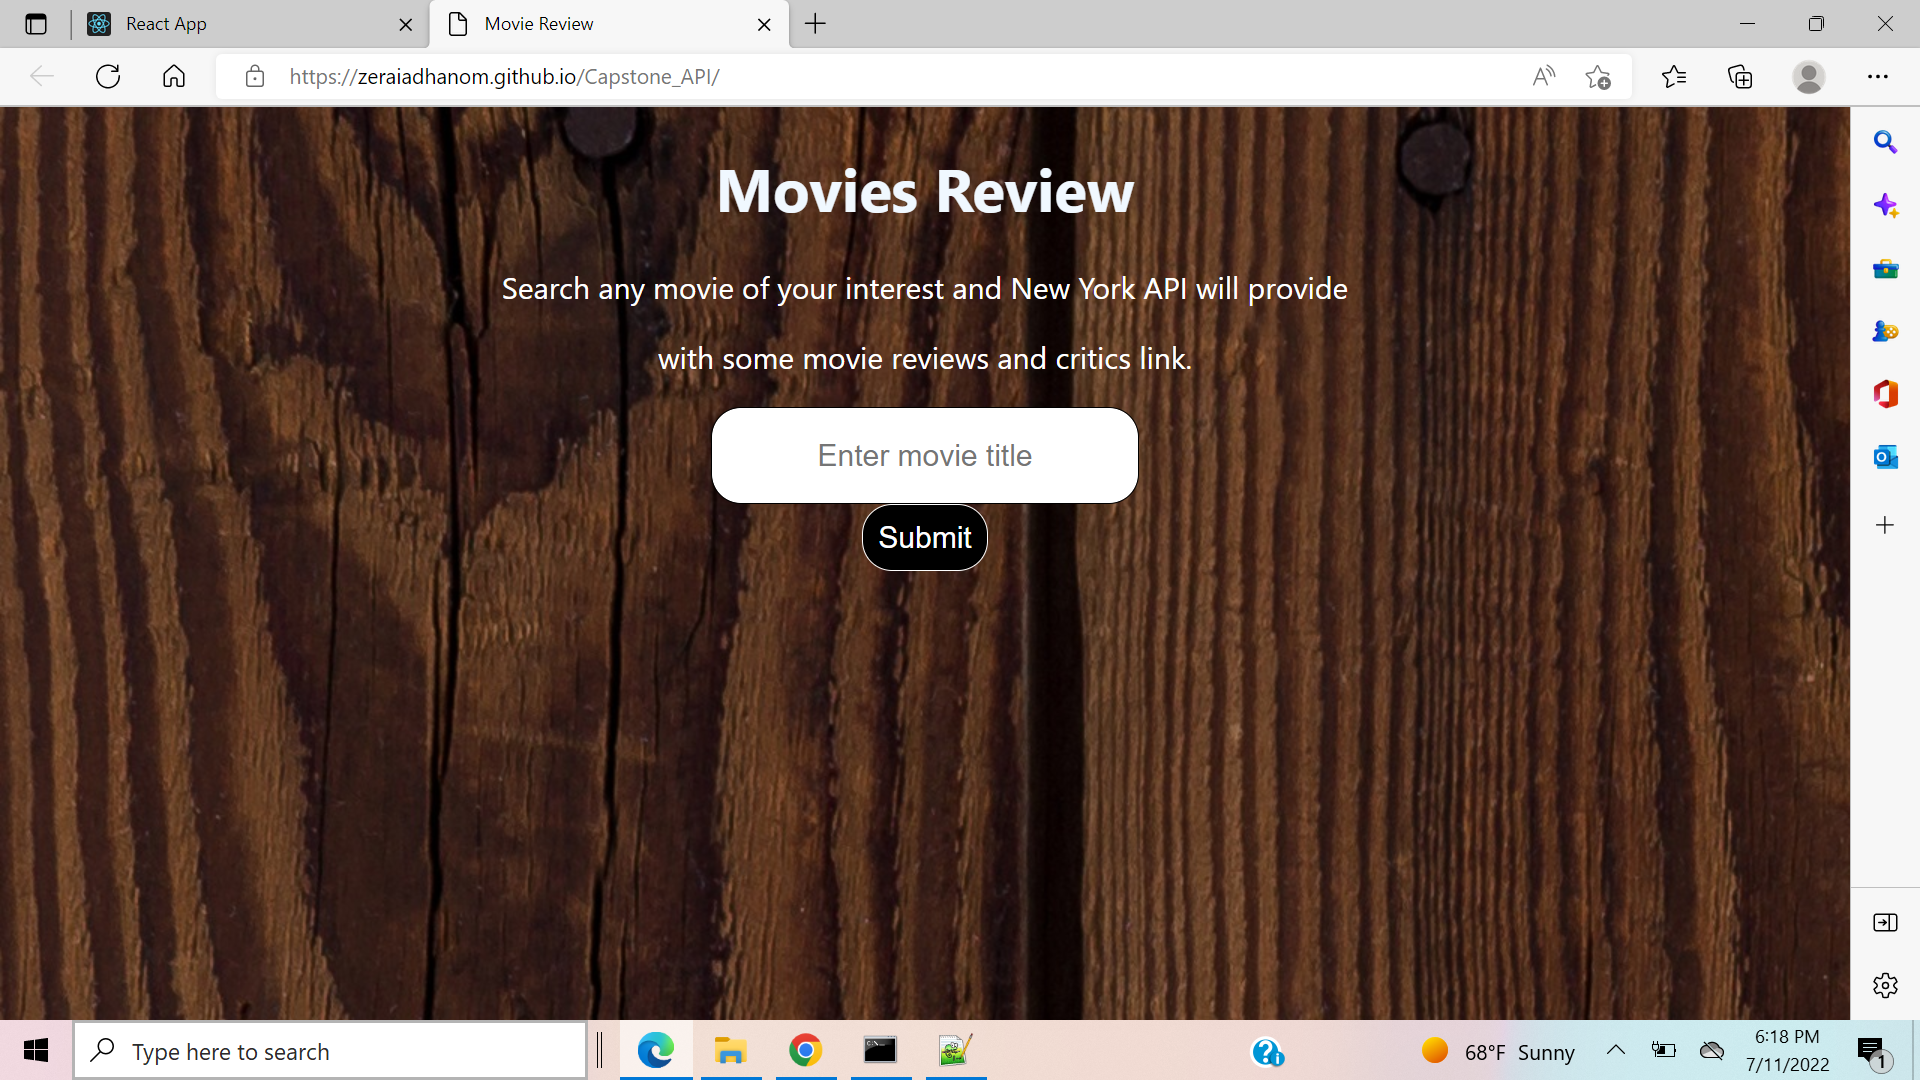 React App
Movie Review
https://zeraiadhanom.github.io/Capstone_API/
Movies Review
Search any movie of your interest and New York API will provide
with some movie reviews and critics link.
Enter movie title
Submit
Type here to search
68°F Sunny
6:18 PM
7/11/2022
1